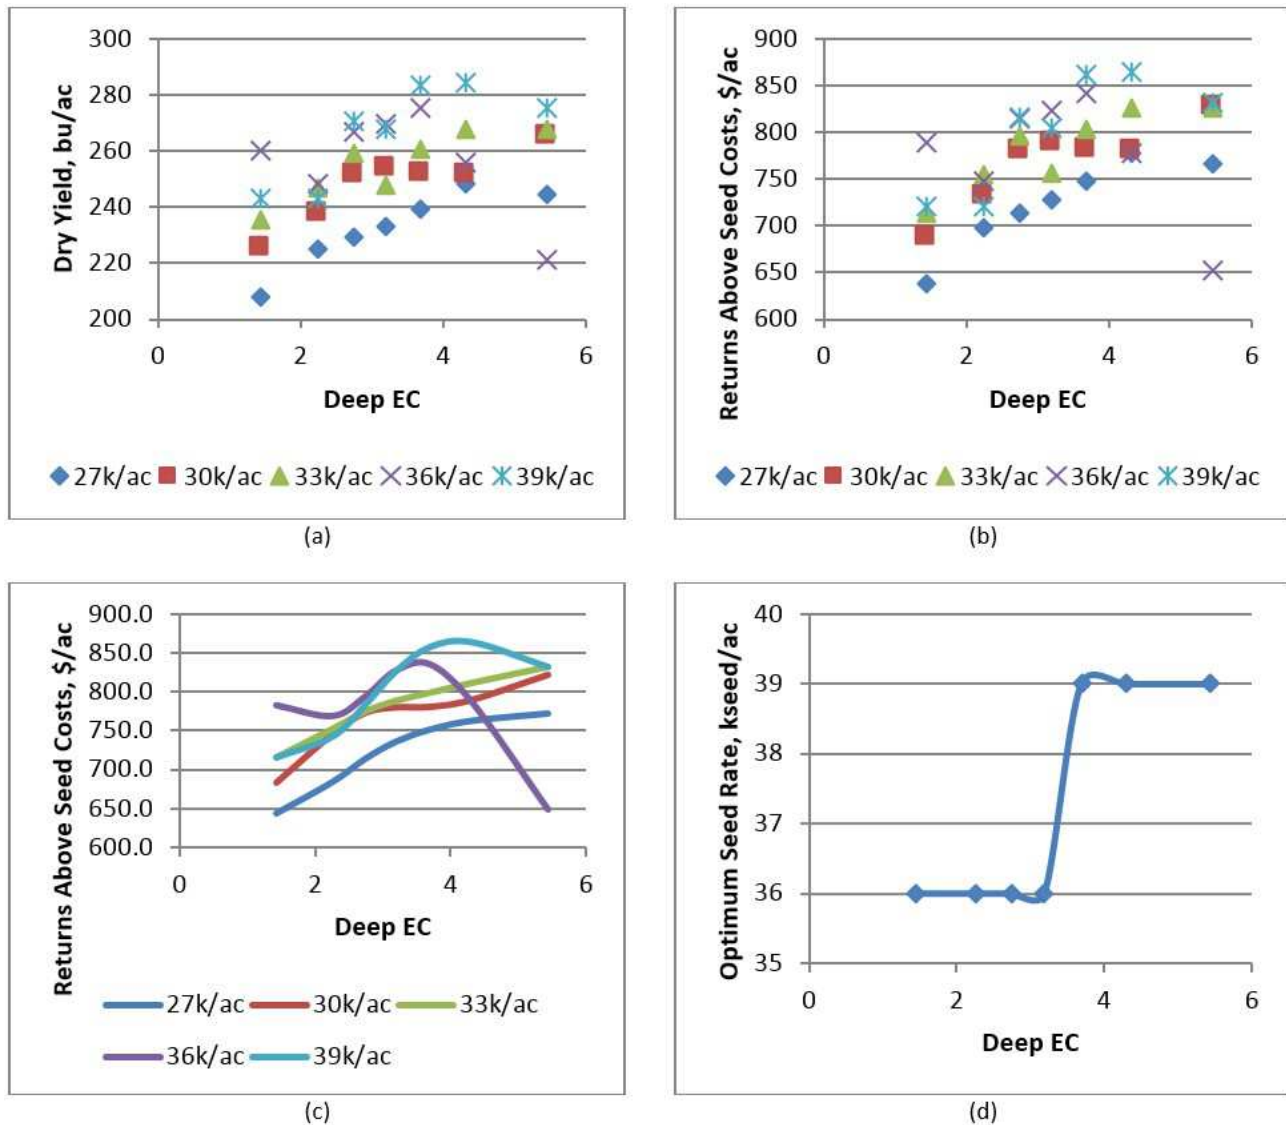 Dry Yield, bu/ac
300
280
260
240
220
200
0 2 4 6
Deep EC
27k/ac 30k/ac 33k/ac 36k/ac 39k/ac
(a)
Returns Above Seed Costs, $/ac
900
850
800
750
700
650
600
0 2 4 6
Deep EC
27k/ac 30k/ac 33k/ac 36k/ac 39k/ac
(b)
Returns Above Seed Costs, $/ac
900.0
850.0
800.0
750.0
700.0
650.0
600.0
0 2 4 6
Deep EC
27k/ac 30k/ac 33k/ac
36k/ac 39k/ac
(c)
Optimum Seed Rate, kseed/ac
40
39
38
37
36
35
0 2 4 6
Deep EC
(d)